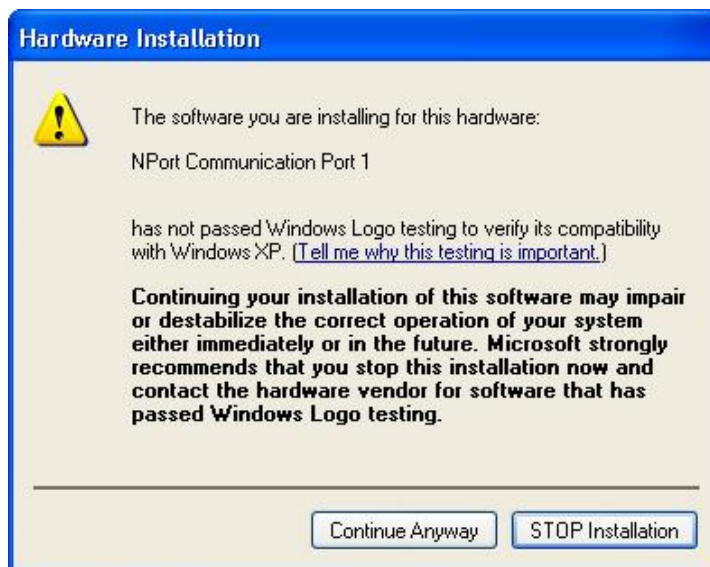 Hardware Installation
The software you are installing for this hardware:
NPort Communication Port 1
has not passed Windows Logo testing to verify its compatibility
with Windows XP. (Tell me why this testing is important.)
Continuing your installation of this software may impair
or destabilize the correct operation of your system
either immediately or in the future. Microsoft strongly
recommends that you stop this installation now and
contact the hardware vendor for software that has
passed Windows Logo testing.
Continue Anyway
STOP Installation